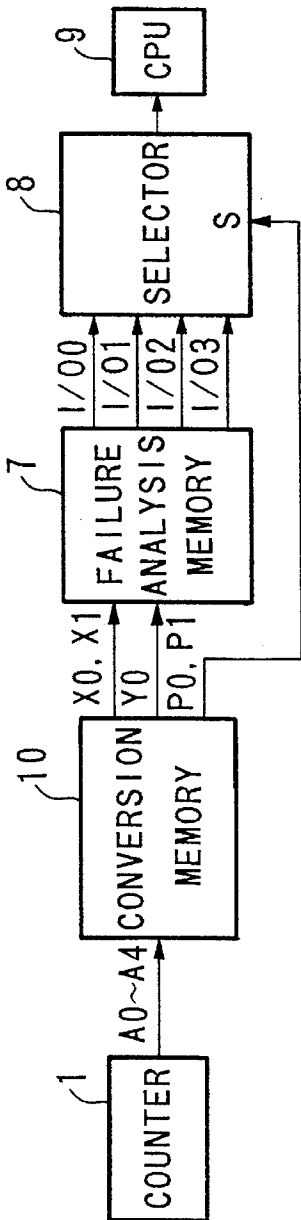 1
COUNTER
A0~A4
10
CONVERSION
MEMORY
X0, X1
Y0
P0, P1
7
FAILURE
ANALYSIS
MEMORY
I/O0
I/O1
I/O2
I/O3
8
SELECTOR
S
9
CPU